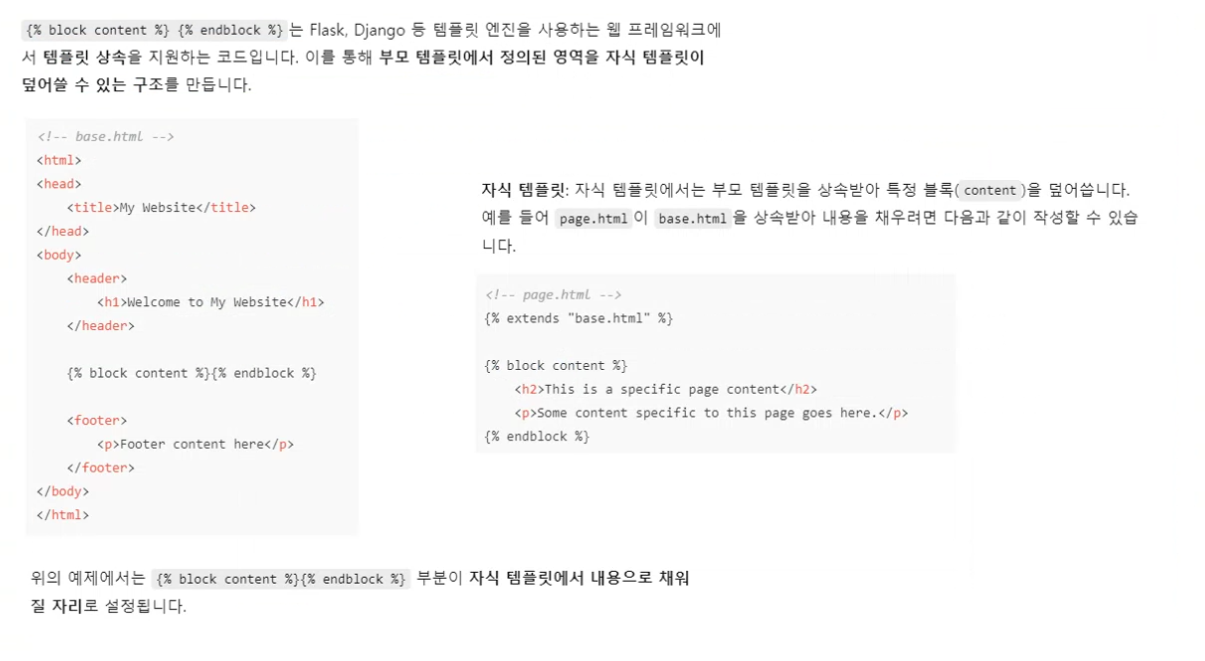 {% block content %} {% endblock %}는 Flask, Django 등 템플릿 엔진을 사용하는 웹 프레임워크에
서 템플릿 상속을 지원하는 코드입니다. 이를 통해 부모 템플릿에서 정의된 영역을 자식 템플릿이
덮어쓸 수 있는 구조를 만듭니다.
<!-- base.html -->
<html>
<head>
    <title>My Website</title>
</head>
<body>
    <header>
        <h1>Welcome to My Website</h1>
    </header>

    {% block content %}{% endblock %}

    <footer>
        <p>Footer content here</p>
    </footer>
</body>
</html>
자식 템플릿: 자식 템플릿에서는 부모 템플릿을 상속받아 특정 블록(content)을 덮어씁니다.
예를 들어 page.html이 base.html을 상속받아 내용을 채우려면 다음과 같이 작성할 수 있습
니다.
<!-- page.html -->
{% extends "base.html" %}

{% block content %}
    <h2>This is a specific page content</h2>
    <p>Some content specific to this page goes here.</p>
{% endblock %}
위의 예제에서는 {% block content %}{% endblock %} 부분이 자식 템플릿에서 내용으로 채워
질 자리로 설정됩니다.